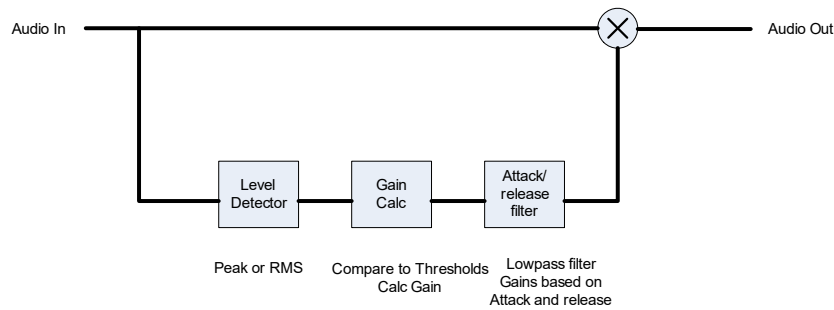 Audio In
Audio Out
Level
Detector
Gain
Calc
Attack/
release
filter
Peak or RMS
Compare to Thresholds
Calc Gain
Lowpass filter
Gains based on
Attack and release